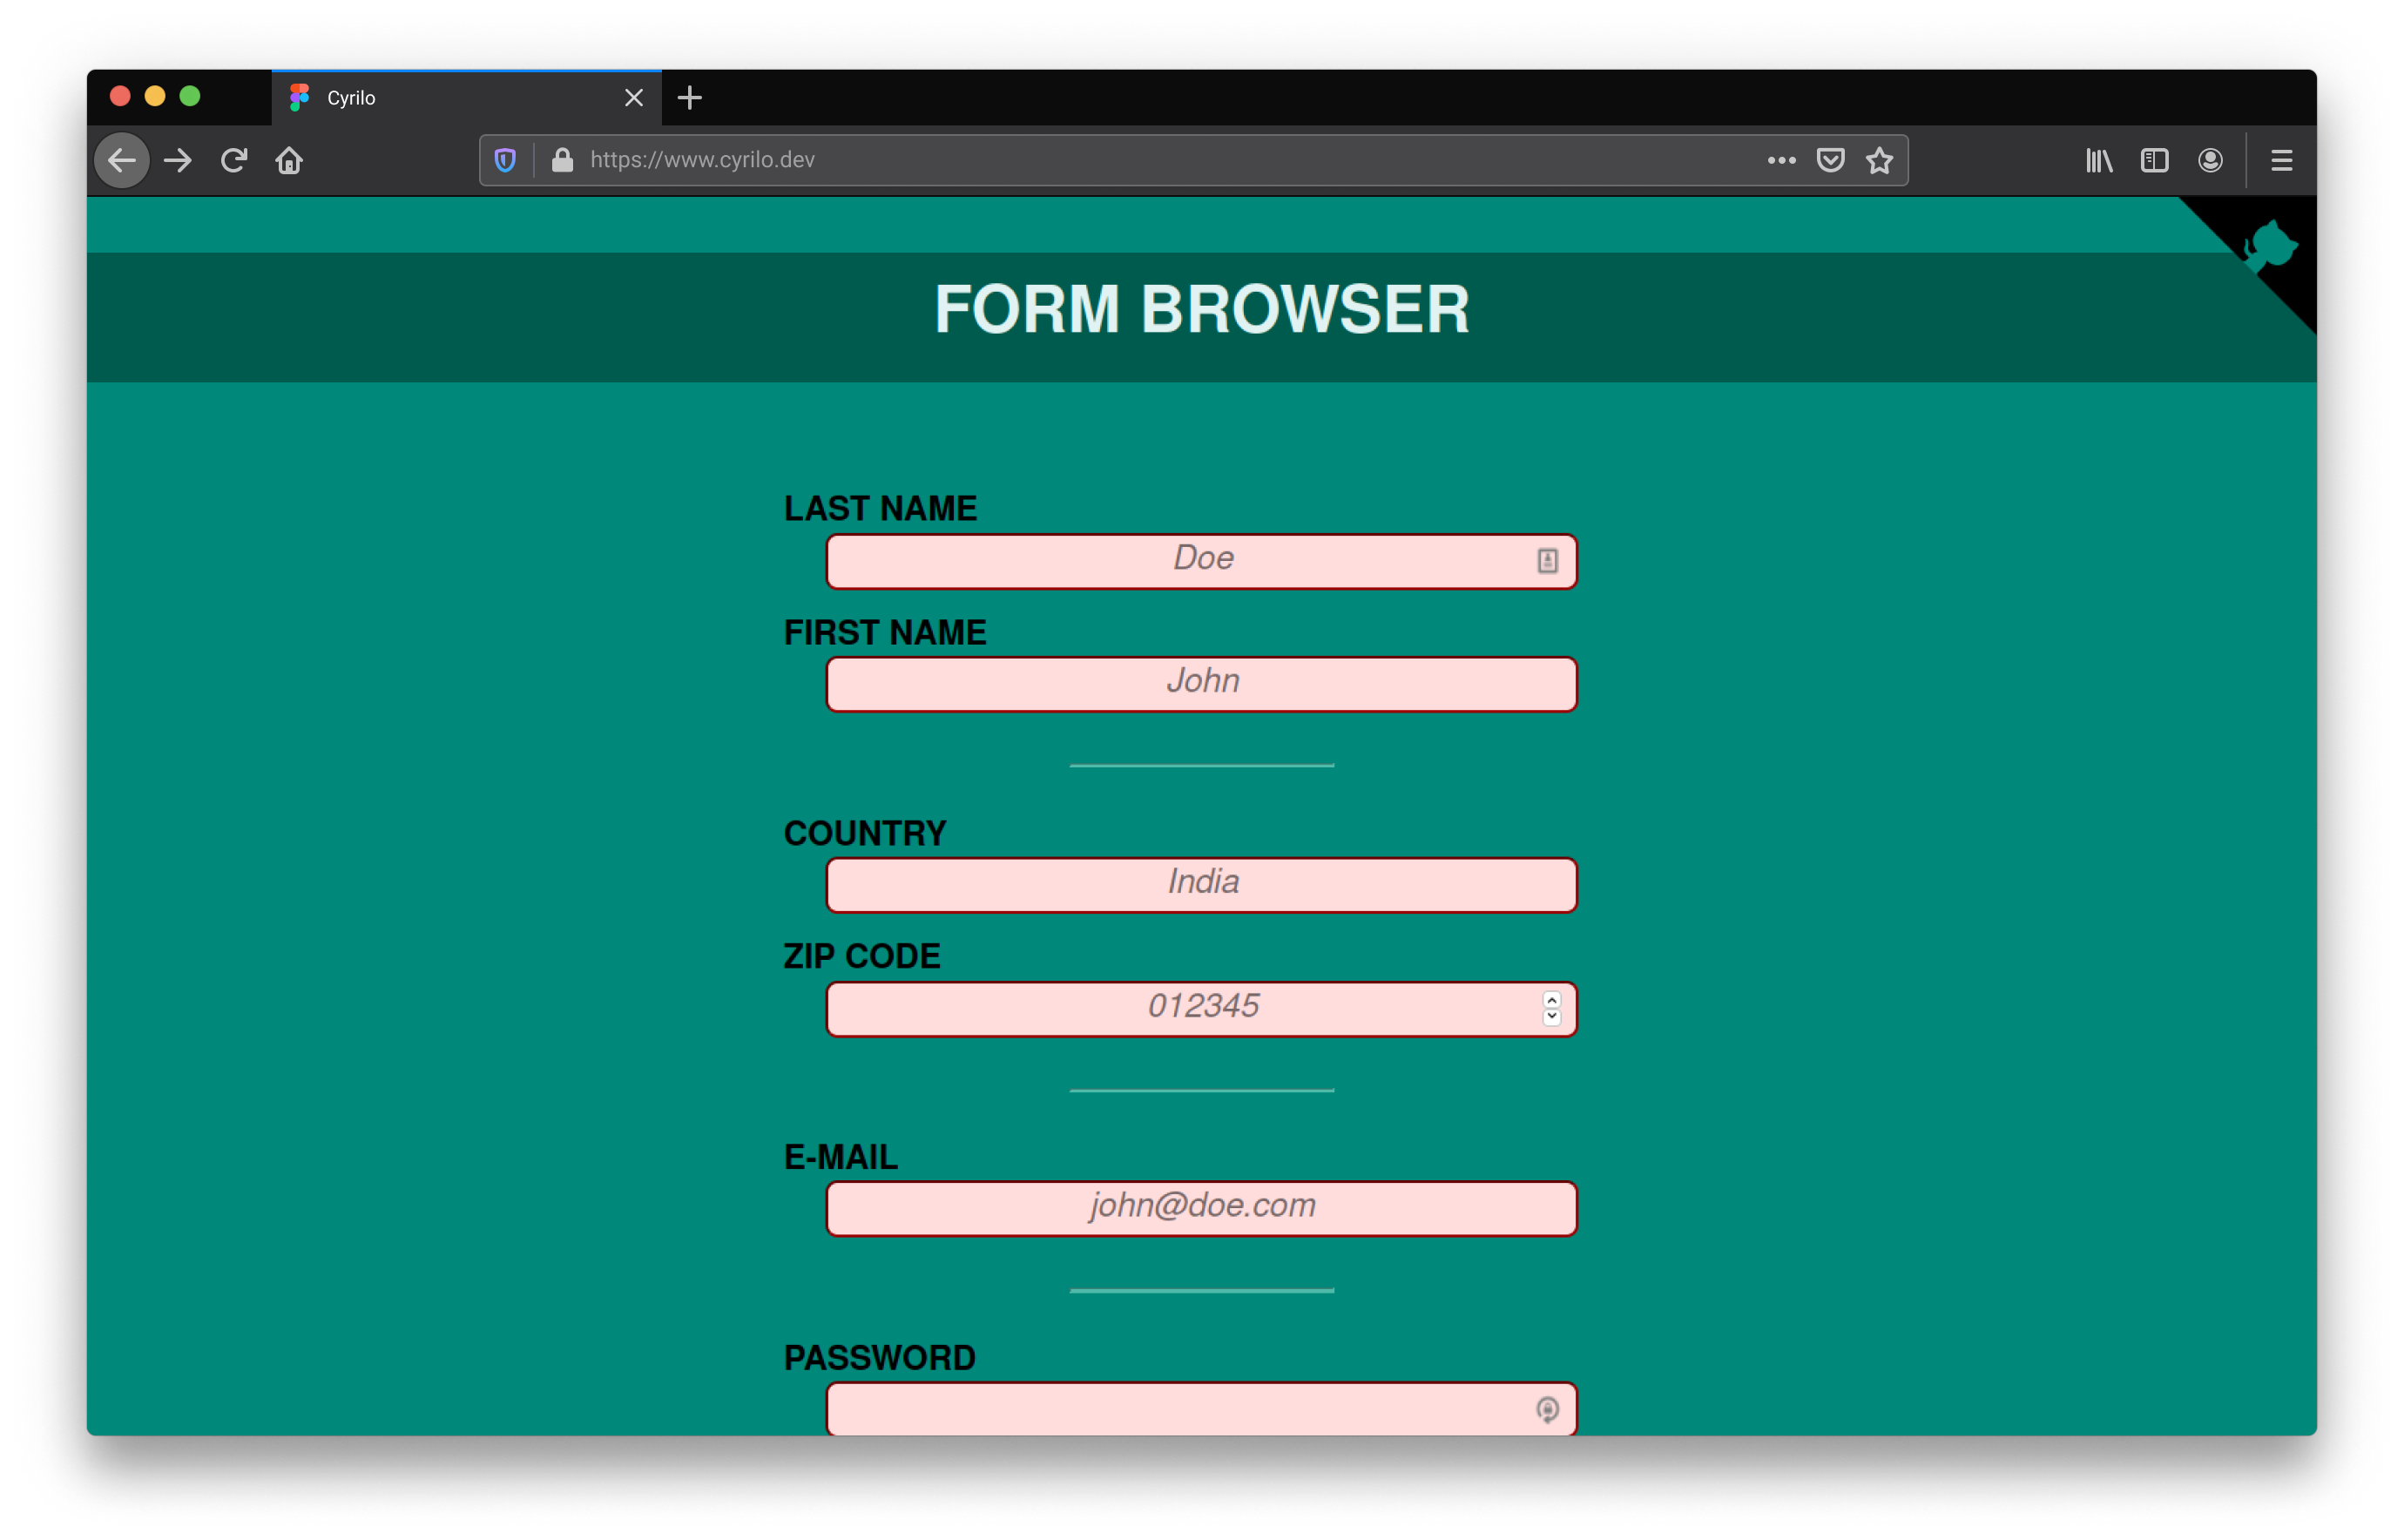 Cyrilo
https://www.cyrilo.dev
FORM BROWSER
LAST NAME
Doe
FIRST NAME
John
COUNTRY
India
ZIP CODE
012345
E-MAIL
john@doe.com
PASSWORD